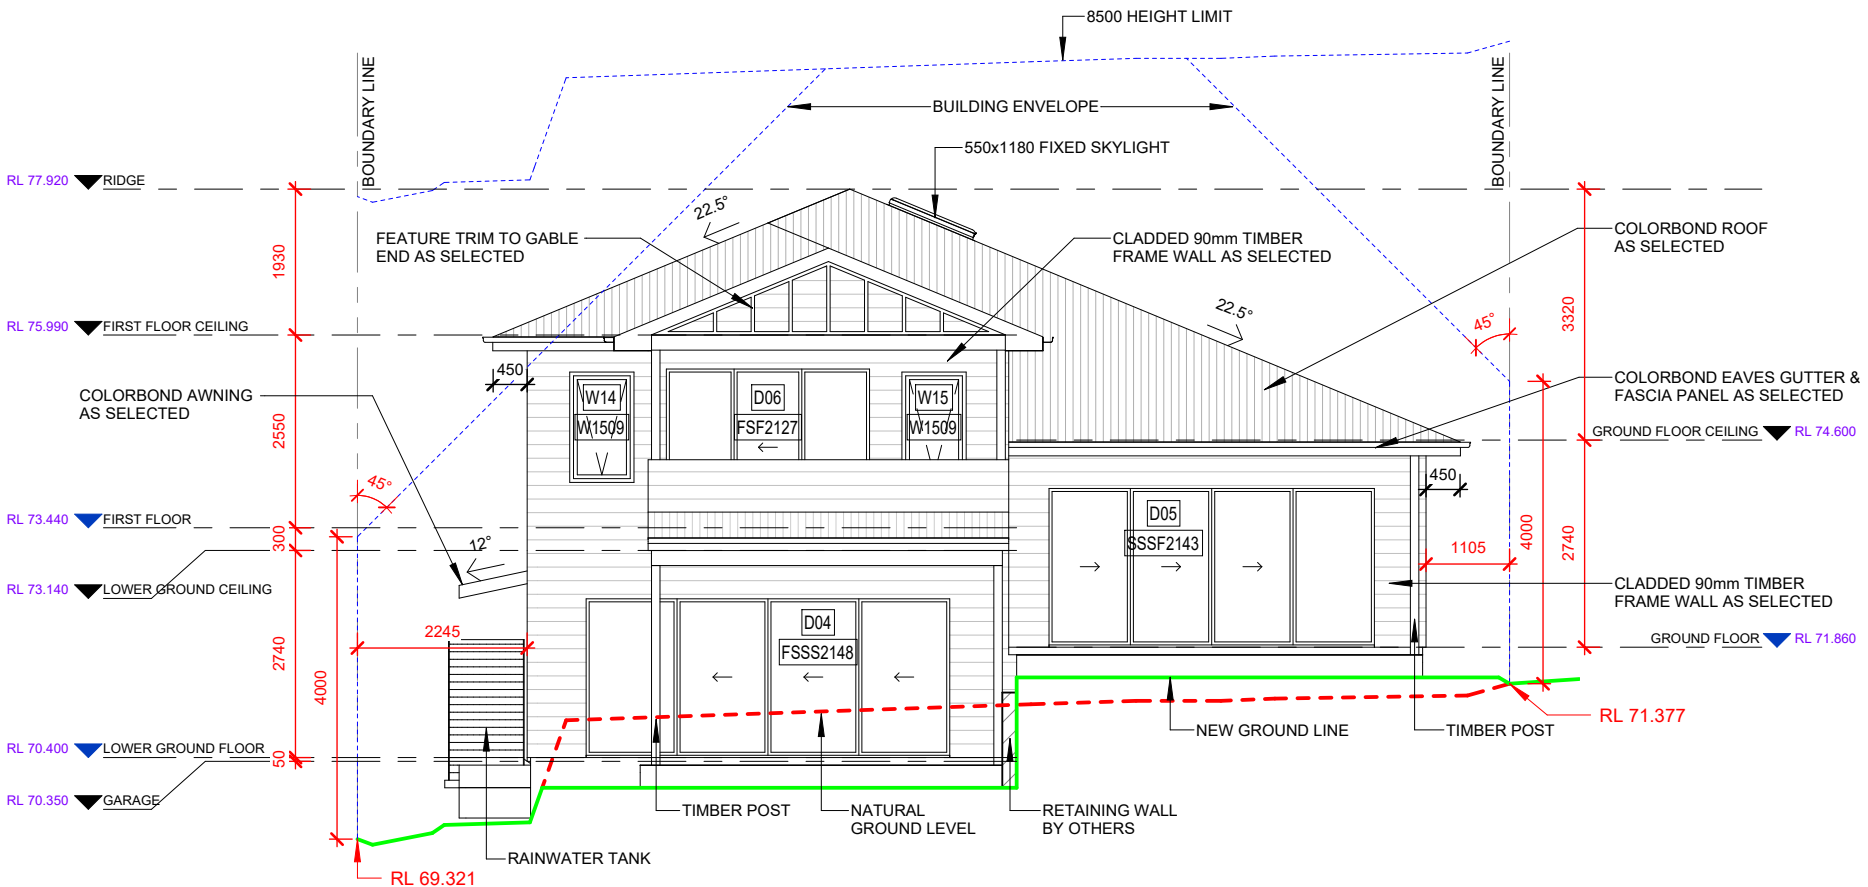 8500 HEIGHT LIMIT
BOUNDARY LINE
BUILDING ENVELOPE
BOUNDARY LINE
550x1180 FIXED SKYLIGHT
RL 77.920 RIDGE
22.5°
FEATURE TRIM TO GABLE
END AS SELECTED
CLADDED 90mm TIMBER
FRAME WALL AS SELECTED
COLORBOND ROOF
AS SELECTED
1930
22.5°
3320
45°
RL 75.990 FIRST FLOOR CEILING
450
COLORBOND AWNING
AS SELECTED
W14
W1509
D06
FSF2127
W15
W1509
COLORBOND EAVES GUTTER &
FASCIA PANEL AS SELECTED
2550
GROUND FLOOR CEILING RL 74.600
450
45°
RL 73.440 FIRST FLOOR
D05
SSSF2143
4000
2740
300
12°
1105
RL 73.140 LOWER GROUND CEILING
CLADDED 90mm TIMBER
FRAME WALL AS SELECTED
2245
D04
FSSS2148
GROUND FLOOR RL 71.860
2740
4000
RL 71.377
NEW GROUND LINE
TIMBER POST
RL 70.400 LOWER GROUND FLOOR
50
RL 70.350 GARAGE
TIMBER POST
NATURAL
GROUND LEVEL
RETAINING WALL
BY OTHERS
RAINWATER TANK
RL 69.321